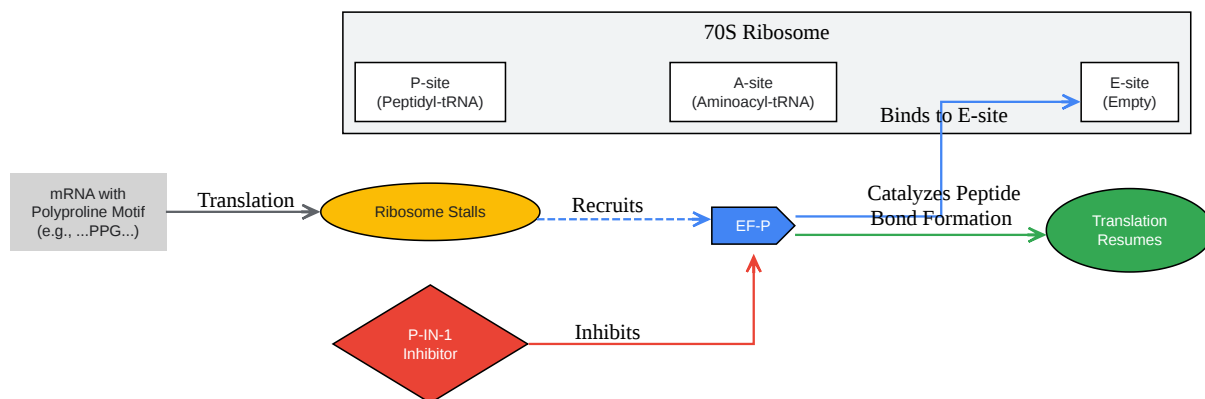 70S Ribosome
P-site
(Peptidyl-tRNA)
A-site
(Aminoacyl-tRNA)
E-site
(Empty)
Binds to E-site
mRNA with
Polyproline Motif
(e.g., ...PPG...)
Translation
Ribosome Stalls
Recruits
EF-P
Catalyzes Peptide
Bond Formation
Translation
Resumes
P-IN-1
Inhibitor
Inhibits